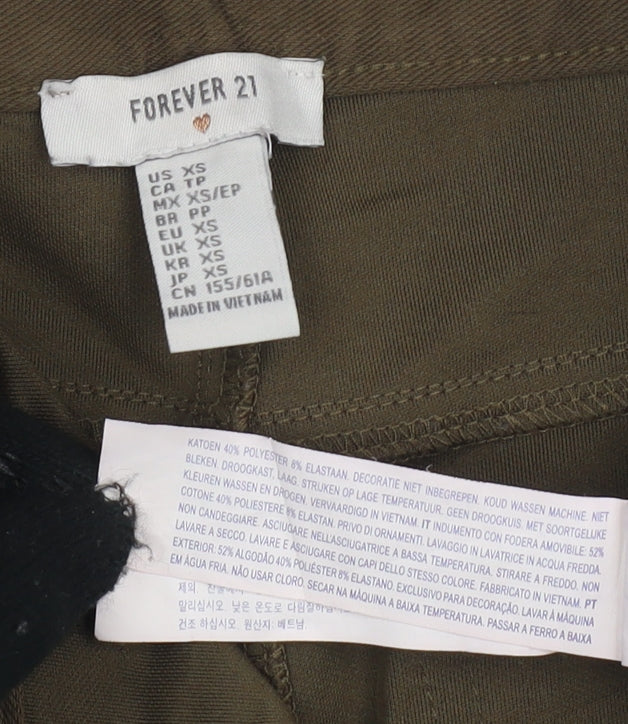 FOREVER 21
US XS
CA TP
MX XS/EP
BR PP
EU XS
UK XS
KR XS
JP XS
CN 155/61A
MADE IN VIETNAM
KATOEN 40% POLYESTER 8% ELASTAAN. DECORATIE NIET INBEGREPEN. KOUD WASSEN MACHINE. NIET
BLEKEN. DROOGKAST, LAAG. STRIJKEN OP LAGE TEMPERATUUR. GEEN DROOGKUIS. MET SOORTGELIJKE
KLEUREN WASSEN EN DROGEN. VERVAARDIGD IN VIETNAM. IT INDUMENTO CON FODERA AMOVIBILE: 52%
COTONE 40% POLIESTERE 8% ELASTAN. PRIVO DI ORNAMENTI. LAVAGGIO IN LAVATRICE IN ACQUA FREDDA.
NON CANDEGGIARE. ASCIUGARE NELL'ASCIUGATRICE A BASSA TEMPERATURA. STIRARE A FREDDO. NON
LAVARE A SECCO. LAVARE E ASCIUGARE CON CAPI DELLO STESSO COLORE. FABBRICATO IN VIETNAM. PT
EXTERIOR: 52% ALGODÃO 40% POLIÉSTER 8% ELASTANO. EXCLUSIVO PARA DECORAÇÃO. LAVAR À MÁQUINA
EM ÁGUA FRIA. NÃO USAR CLORO. SECAR NA MÁQUINA A BAIXA TEMPERATURA. PASSAR A FERRO A BAIXA
제외.
말리십시오. 낮은 온도로
건조 하십시오. 원산지: 베트남.